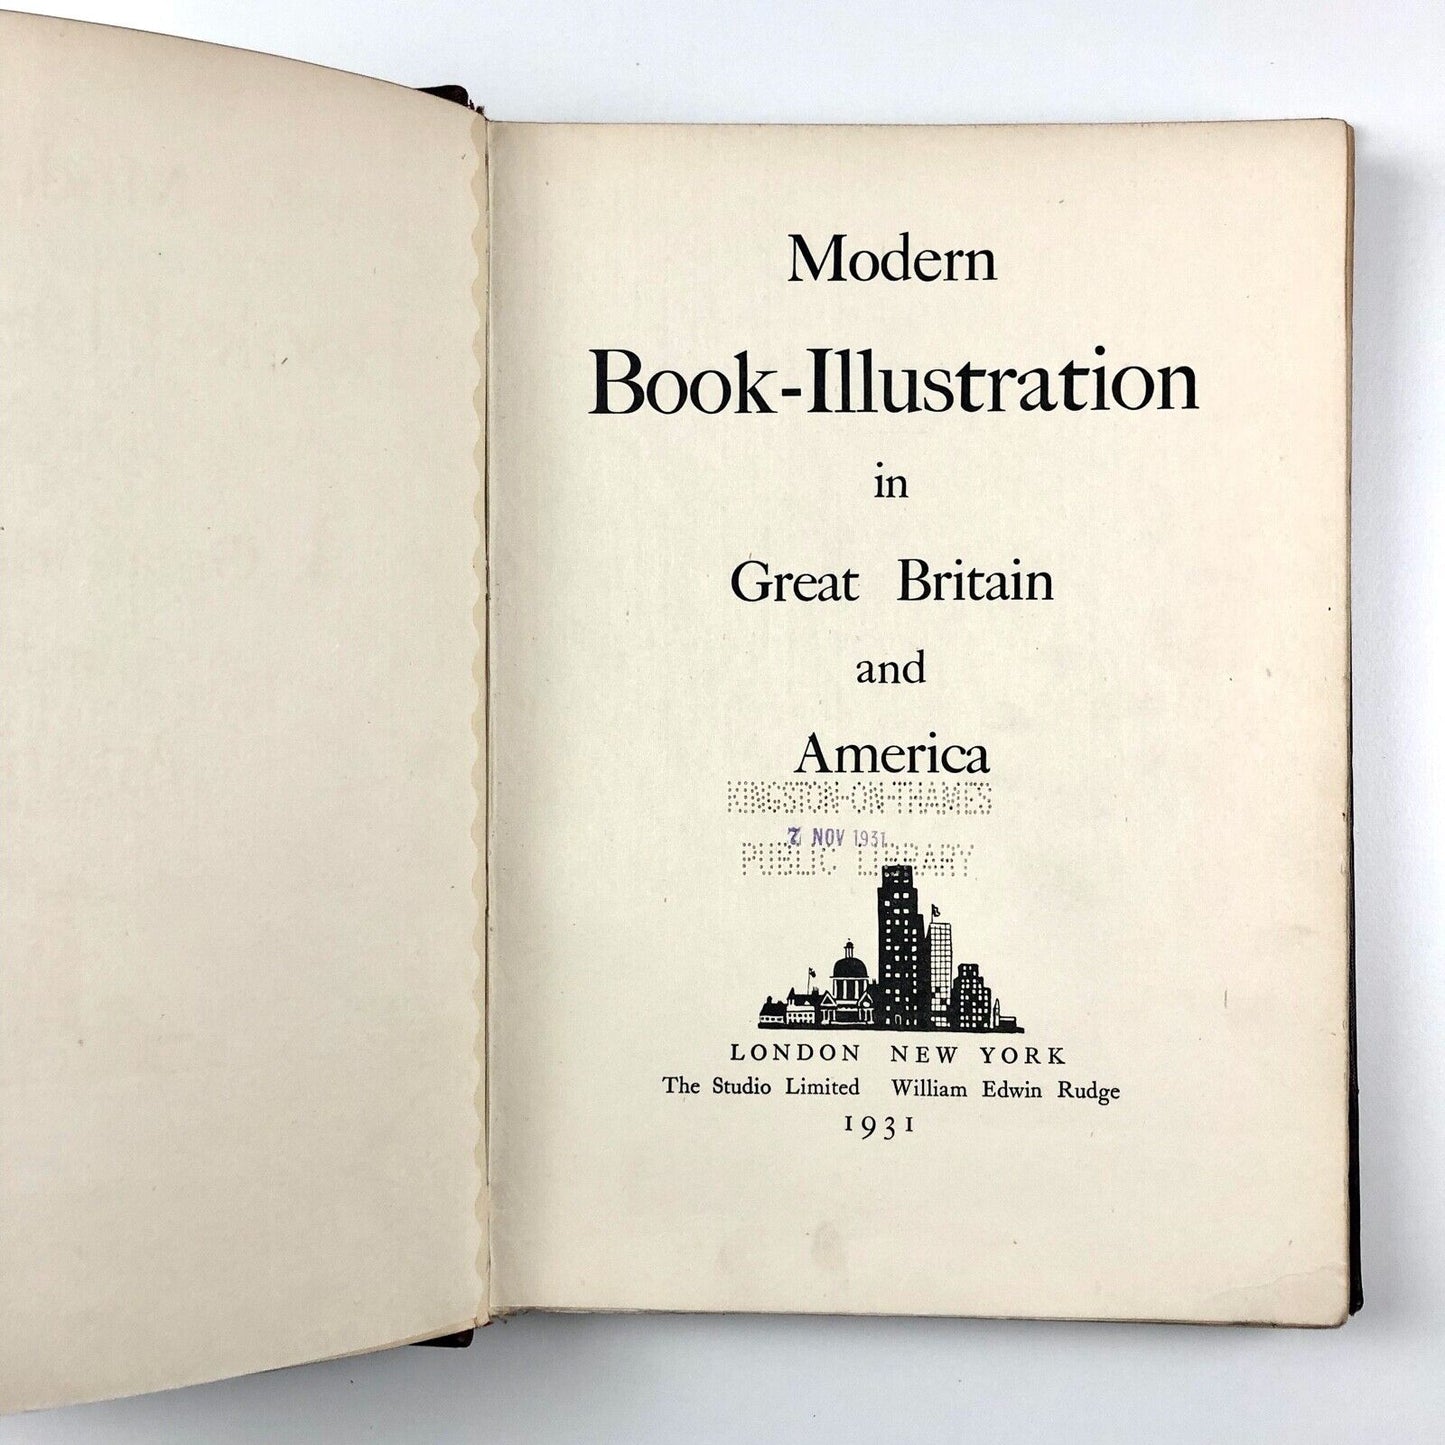 Modern
Book-Illustration
in
Great Britain
and
America
KINGSTON-ON-THAMES
7 NOV 1931
PUBLIC LIBRARY
LONDON NEW YORK
The Studio Limited William Edwin Rudge
1931